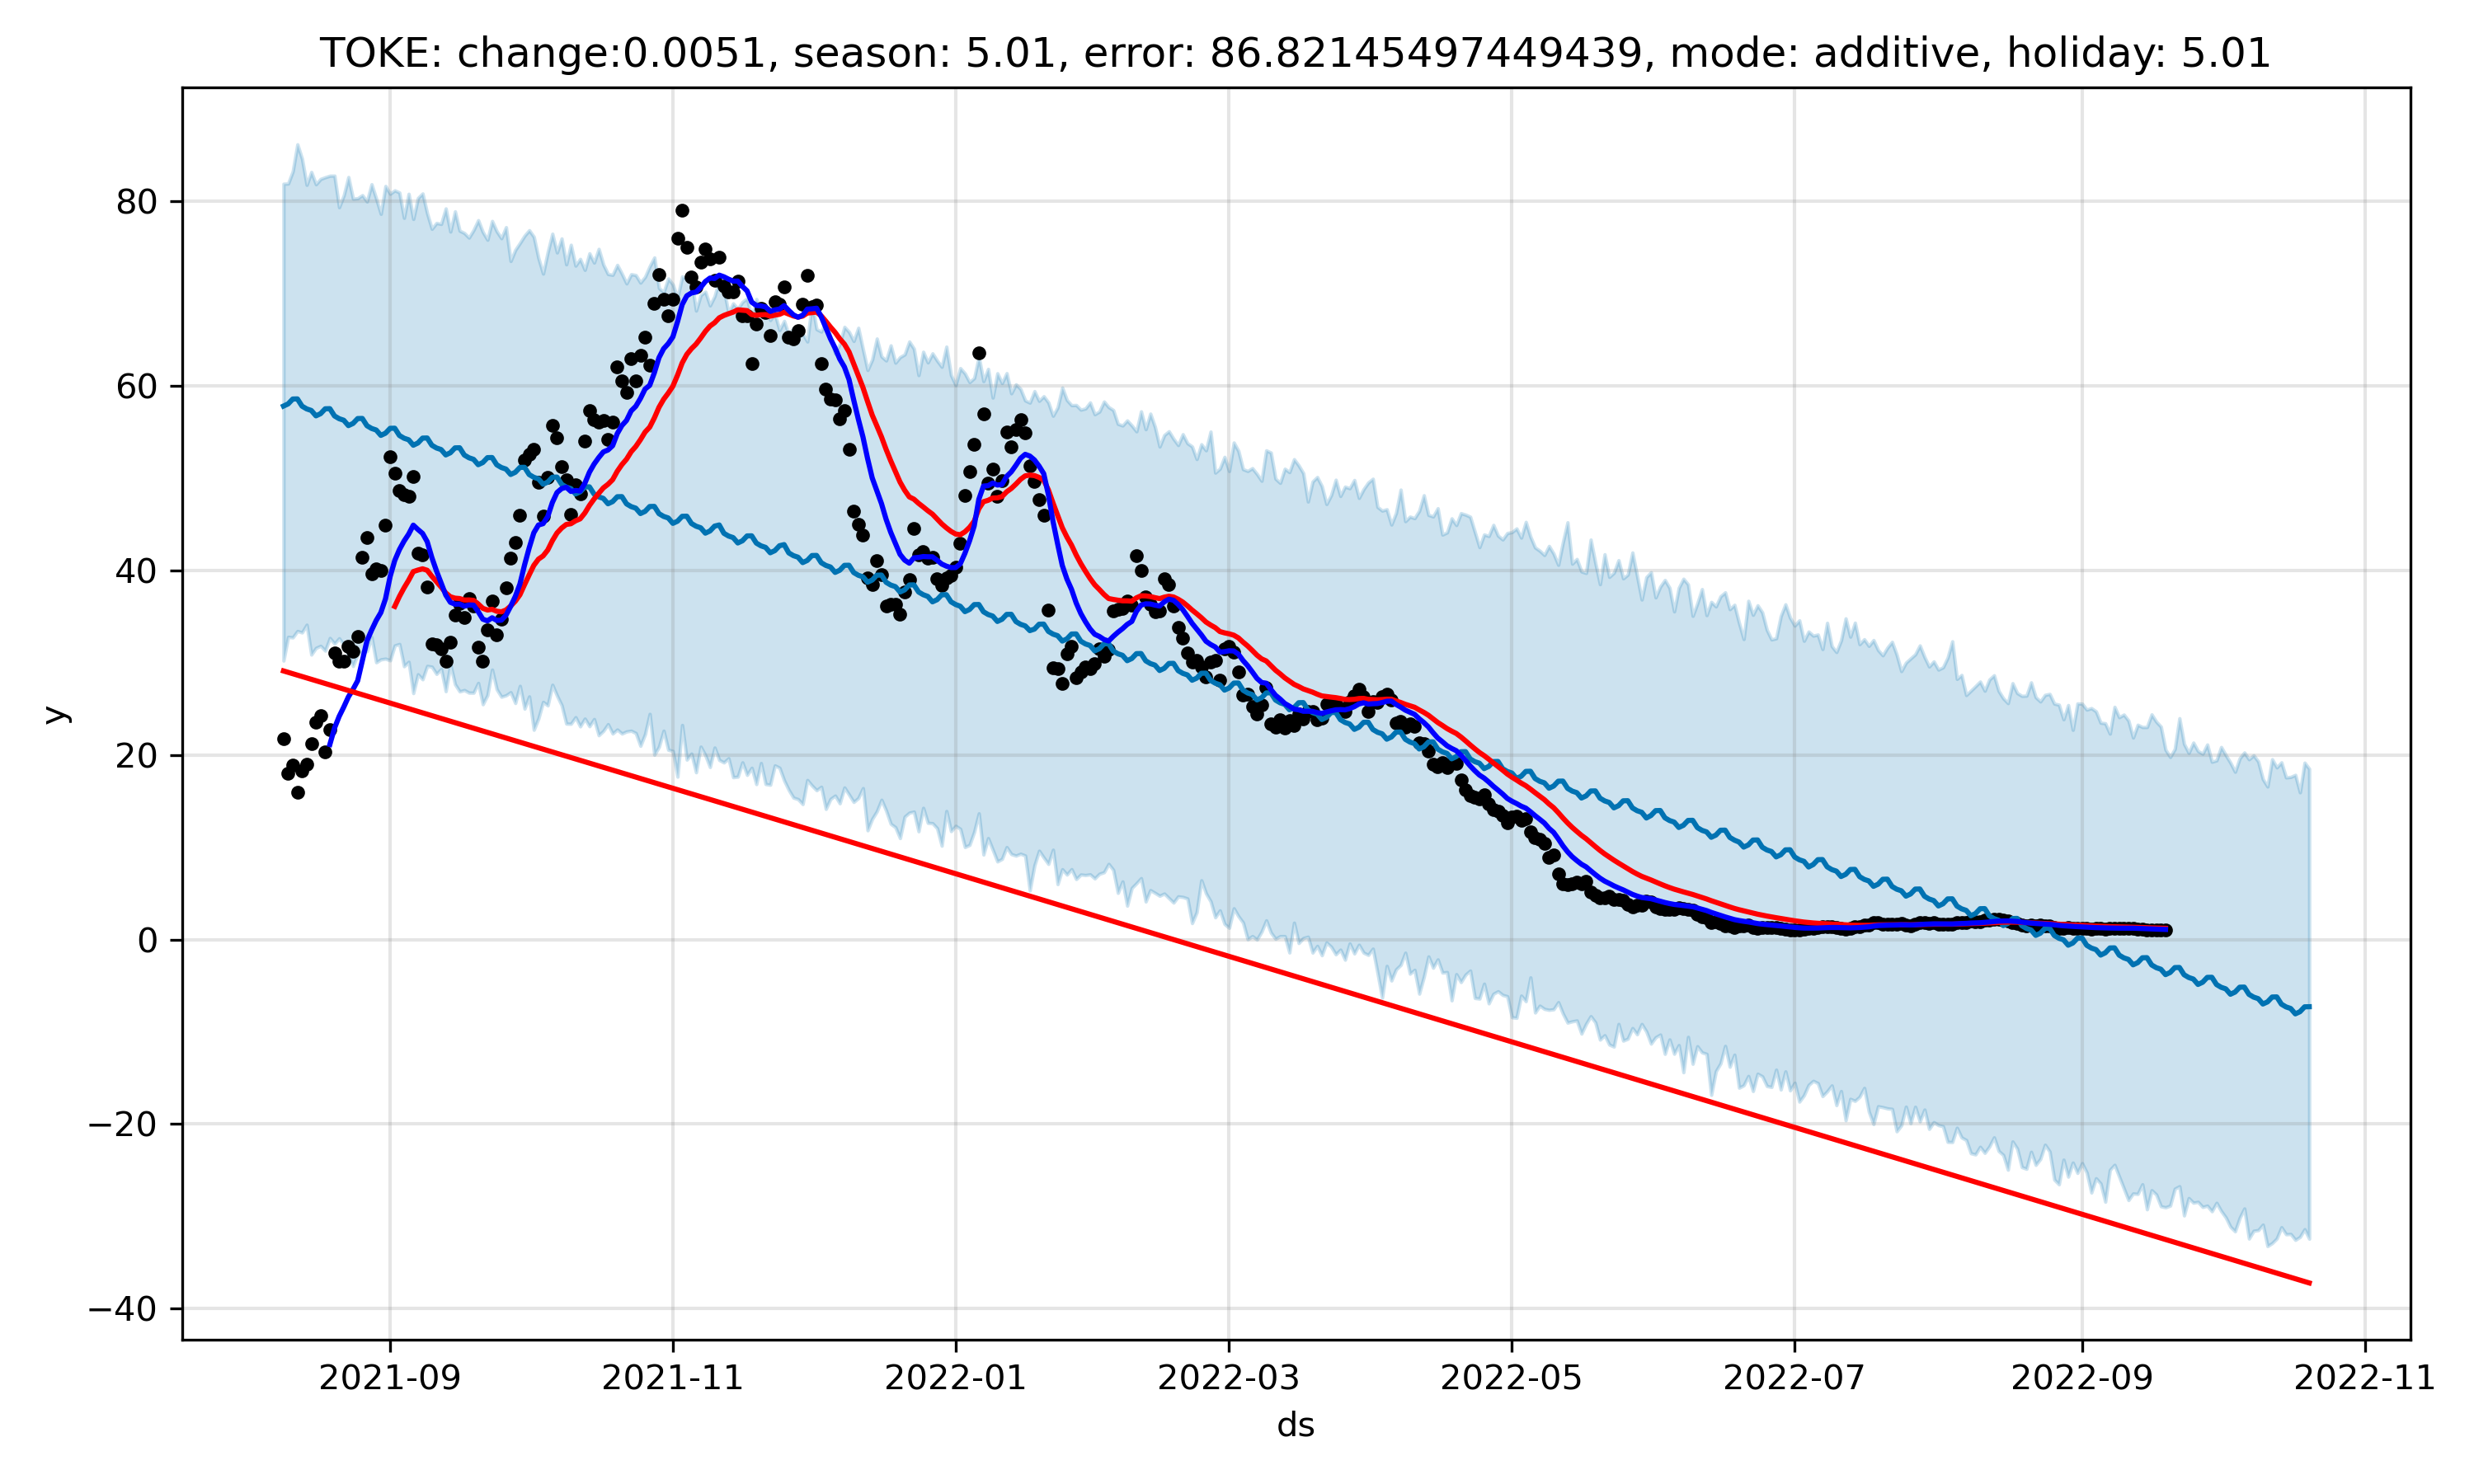 TOKE: change:0.0051, season: 5.01, error: 86.82145497449439, mode: additive, holiday: 5.01
80
60
40
20
0
−20
−40
y
2021-09 2021-11 2022-01 2022-03 2022-05 2022-07 2022-09 2022-11
ds